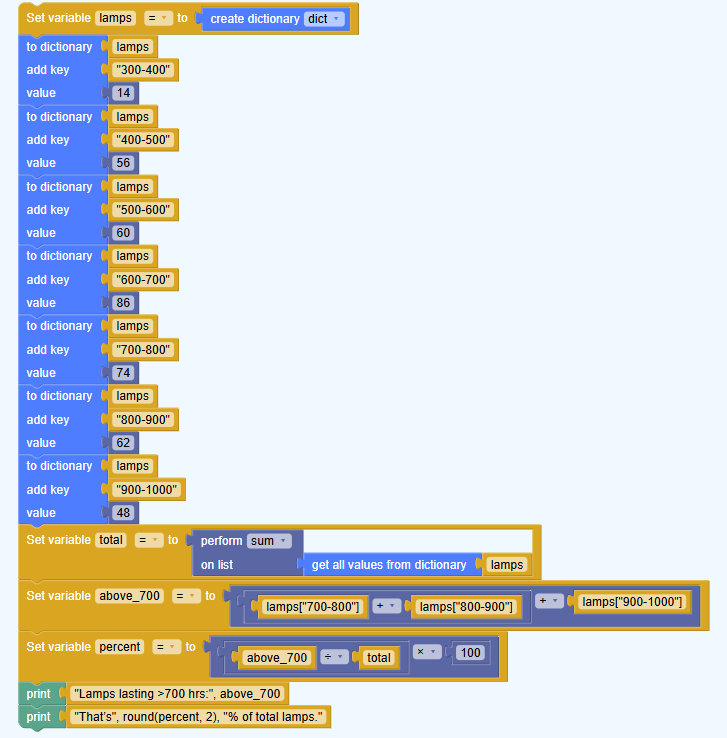 Set variable lamps = to create dictionary dict
to dictionary lamps
add key "300-400"
value 14
to dictionary lamps
add key "400-500"
value 56
to dictionary lamps
add key "500-600"
value 60
to dictionary lamps
add key "600-700"
value 86
to dictionary lamps
add key "700-800"
value 74
to dictionary lamps
add key "800-900"
value 62
to dictionary lamps
add key "900-1000"
value 48
Set variable total = to perform sum
on list get all values from dictionary lamps
Set variable above_700 = to lamps["700-800"] + lamps["800-900"] + lamps["900-1000"]
Set variable percent = to above_700 ÷ total × 100
print "Lamps lasting >700 hrs:", above_700
print "That's", round(percent, 2), "% of total lamps."